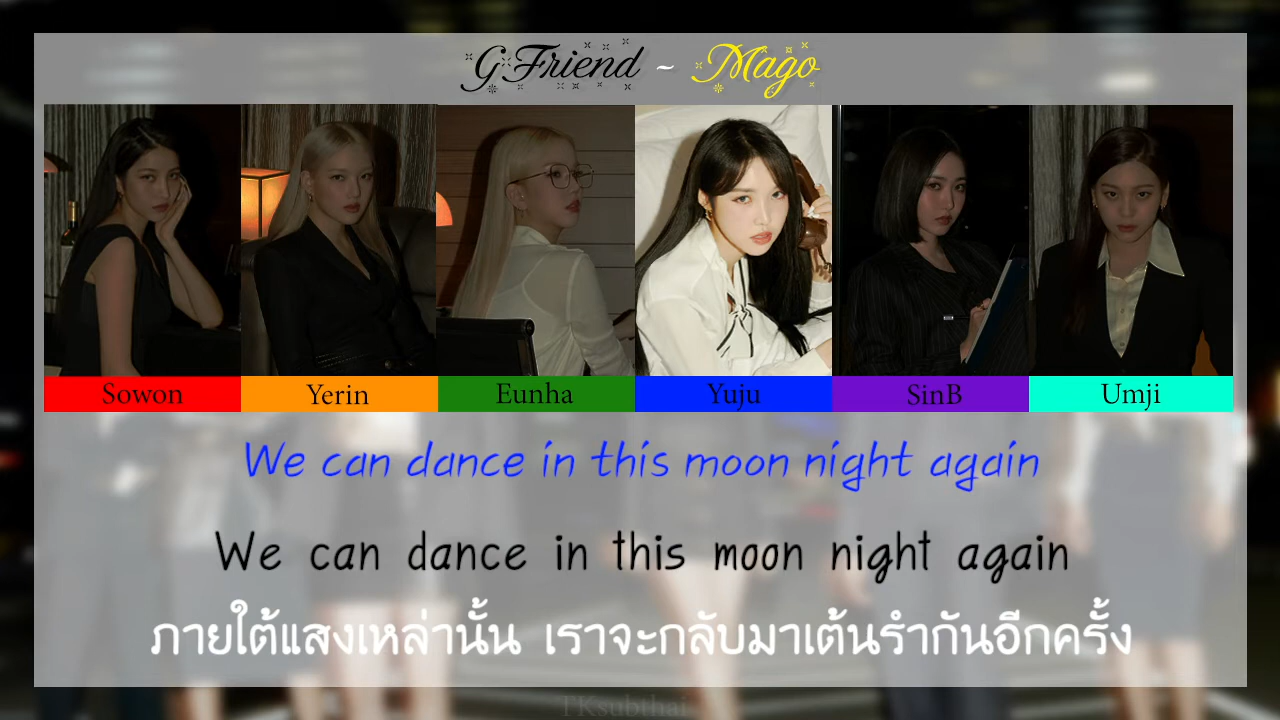 GFriend ~ Mago
Sowon Yerin Eunha Yuju SinB Umji
We can dance in this moon night again
We can dance in this moon night again
ภายใต้แสงเหล่านั้น เราจะกลับมาเต้นรำกันอีกครั้ง
TKsubthai